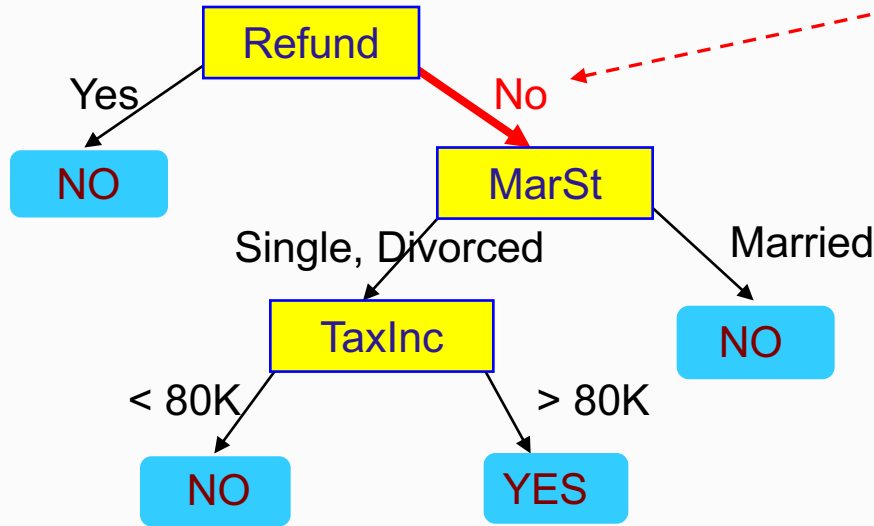 Refund
Yes
No
NO
MarSt
Single, Divorced
Married
TaxInc
NO
< 80K
> 80K
NO
YES